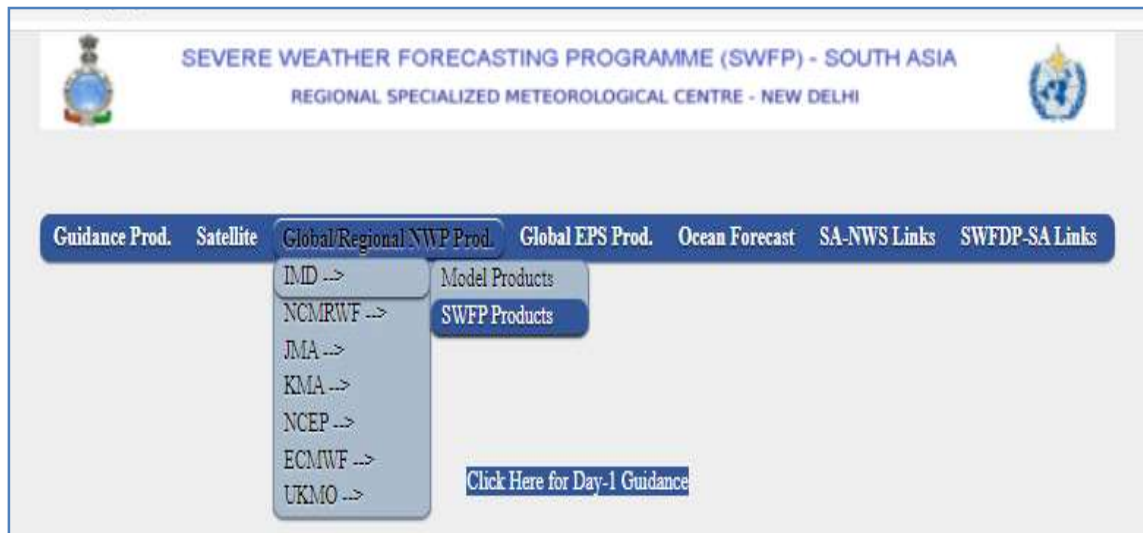 SEVERE WEATHER FORECASTING PROGRAMME (SWFP) - SOUTH ASIA
REGIONAL SPECIALIZED METEOROLOGICAL CENTRE - NEW DELHI
Guidance Prod. Satellite Global/Regional NWP Prod. Global EPS Prod. Ocean Forecast SA-NWS Links SWFDP-SA Links
IMD --> Model Products
NCMRWF --> SWFP Products
JMA -->
KMA -->
NCEP -->
ECMWF -->
UKMO -->
Click Here for Day-1 Guidance